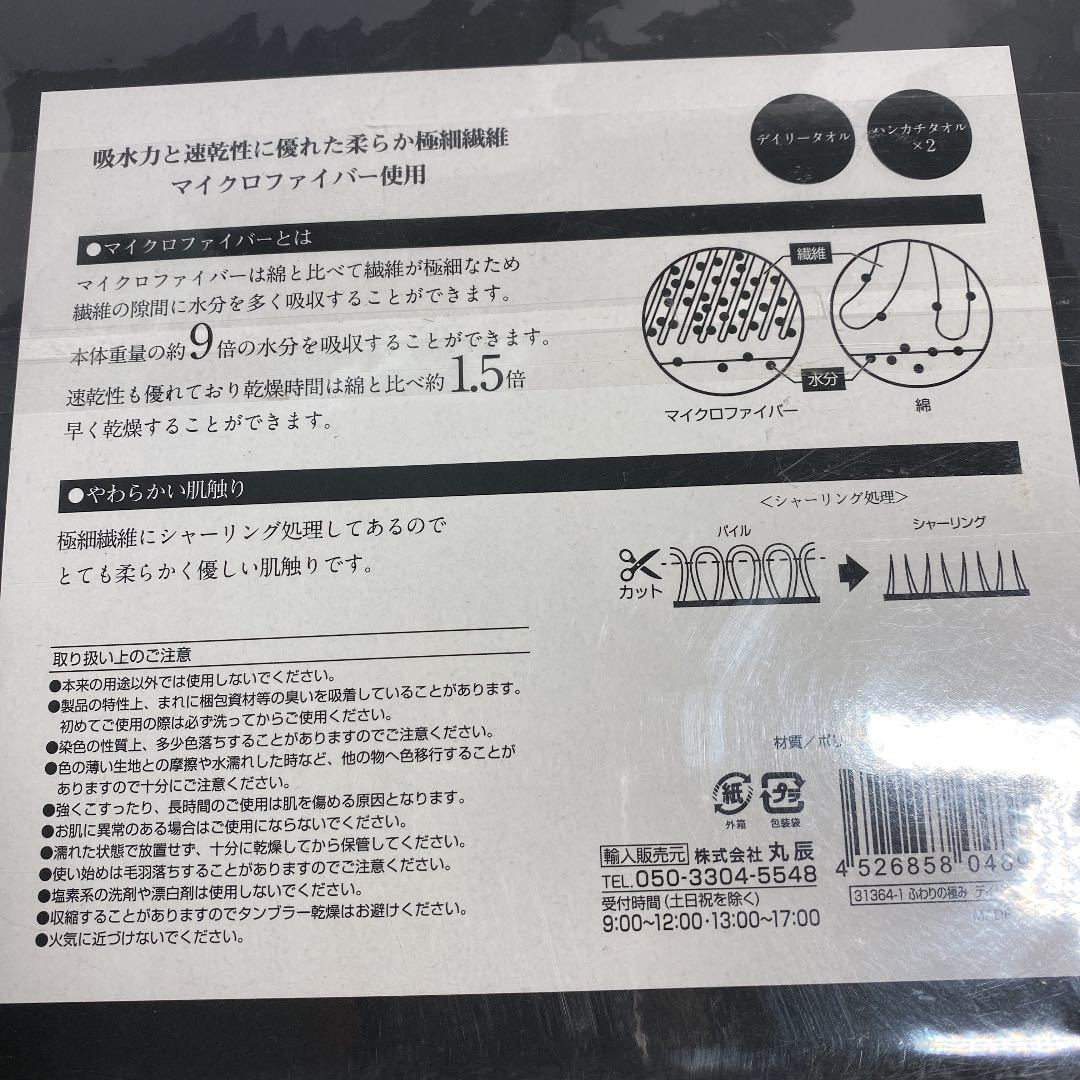 吸水力と速乾性に優れた柔らか極細繊維
マイクロファイバー使用
デイリータオル
ハンカチタオル
×2
●マイクロファイバーとは
マイクロファイバーは綿と比べて繊維が極細なため
繊維の隙間に水分を多く吸収することができます。
本体重量の約9倍の水分を吸収することができます。
速乾性も優れており乾燥時間は綿と比べ約1.5倍
早く乾燥することができます。
繊維
水分
マイクロファイバー
綿
●やわらかい肌触り
極細繊維にシャーリング処理してあるので
とても柔らかく優しい肌触りです。
＜シャーリング処理＞
パイル
シャーリング
カット
取り扱い上のご注意
●本来の用途以外では使用しないでください。
●製品の特性上、まれに梱包資材等の臭いを吸着していることがあります。
初めてご使用の際は必ず洗ってからご使用ください。
●染色の性質上、多少色落ちすることがありますのでご注意ください。
●色の薄い生地との摩擦や水濡れした時など、他の物へ色移行することが
ありますので十分にご注意ください。
●強くこすったり、長時間のご使用は肌を傷める原因となります。
●お肌に異常のある場合はご使用にならないでください。
●濡れた状態で放置せず、十分に乾燥してから保管してください。
●使い始めは毛羽落ちすることがありますのでご注意ください。
●塩素系の洗剤や漂白剤は使用しないでください。
●収縮することがありますのでタンブラー乾燥はお避けください。
●火気に近づけないでください。
材質／ポリ
紙
外箱
プラ
包装袋
輸入販売元 株式会社 丸辰
TEL.050-3304-5548
受付時間（土日祝を除く）
9:00〜12:00・13:00〜17:00
4 526858 04
31364-1 ふわりの極み デイ